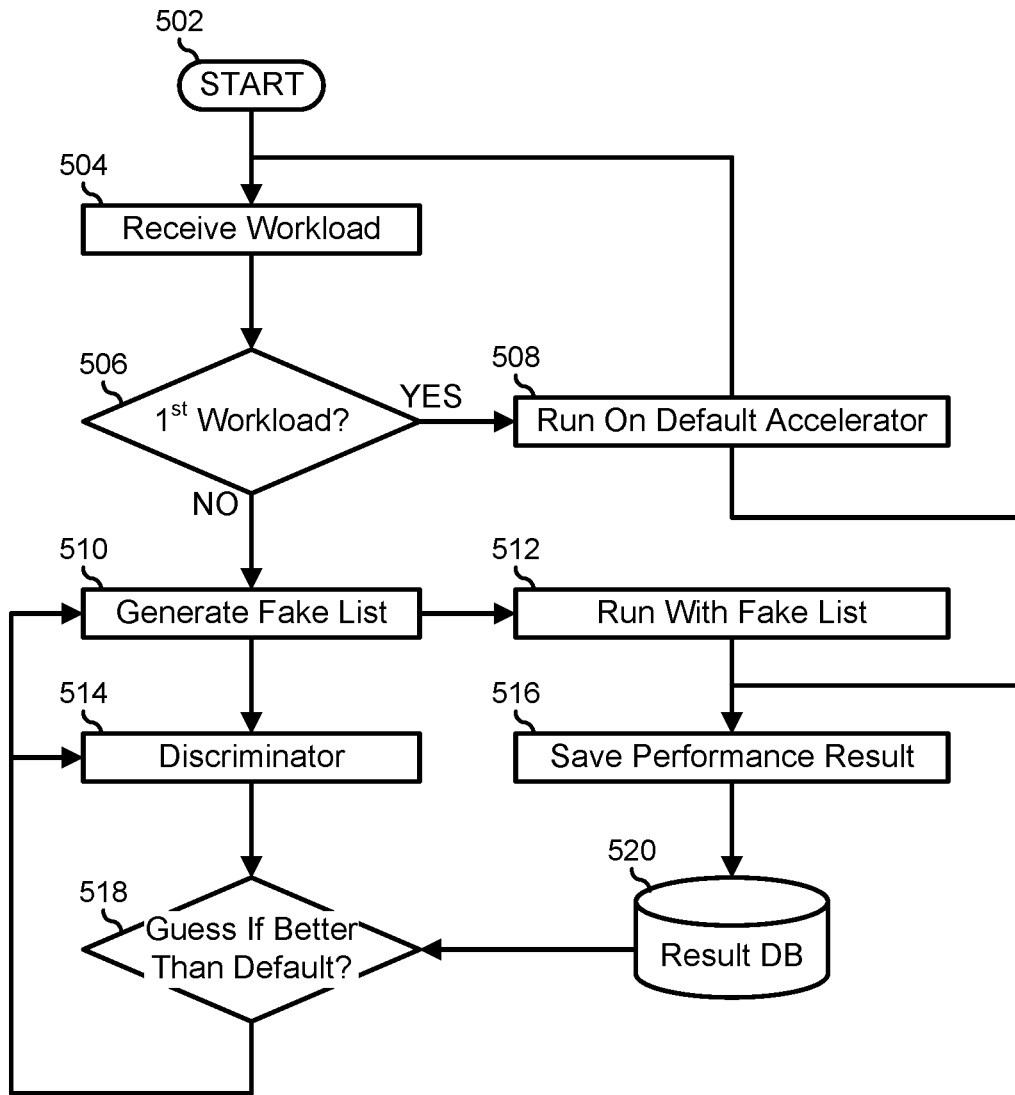 502
START
504
Receive Workload
506
1st Workload?
YES
508
Run On Default Accelerator
NO
510
Generate Fake List
512
Run With Fake List
514
Discriminator
516
Save Performance Result
518
Guess If Better
Than Default?
520
Result DB